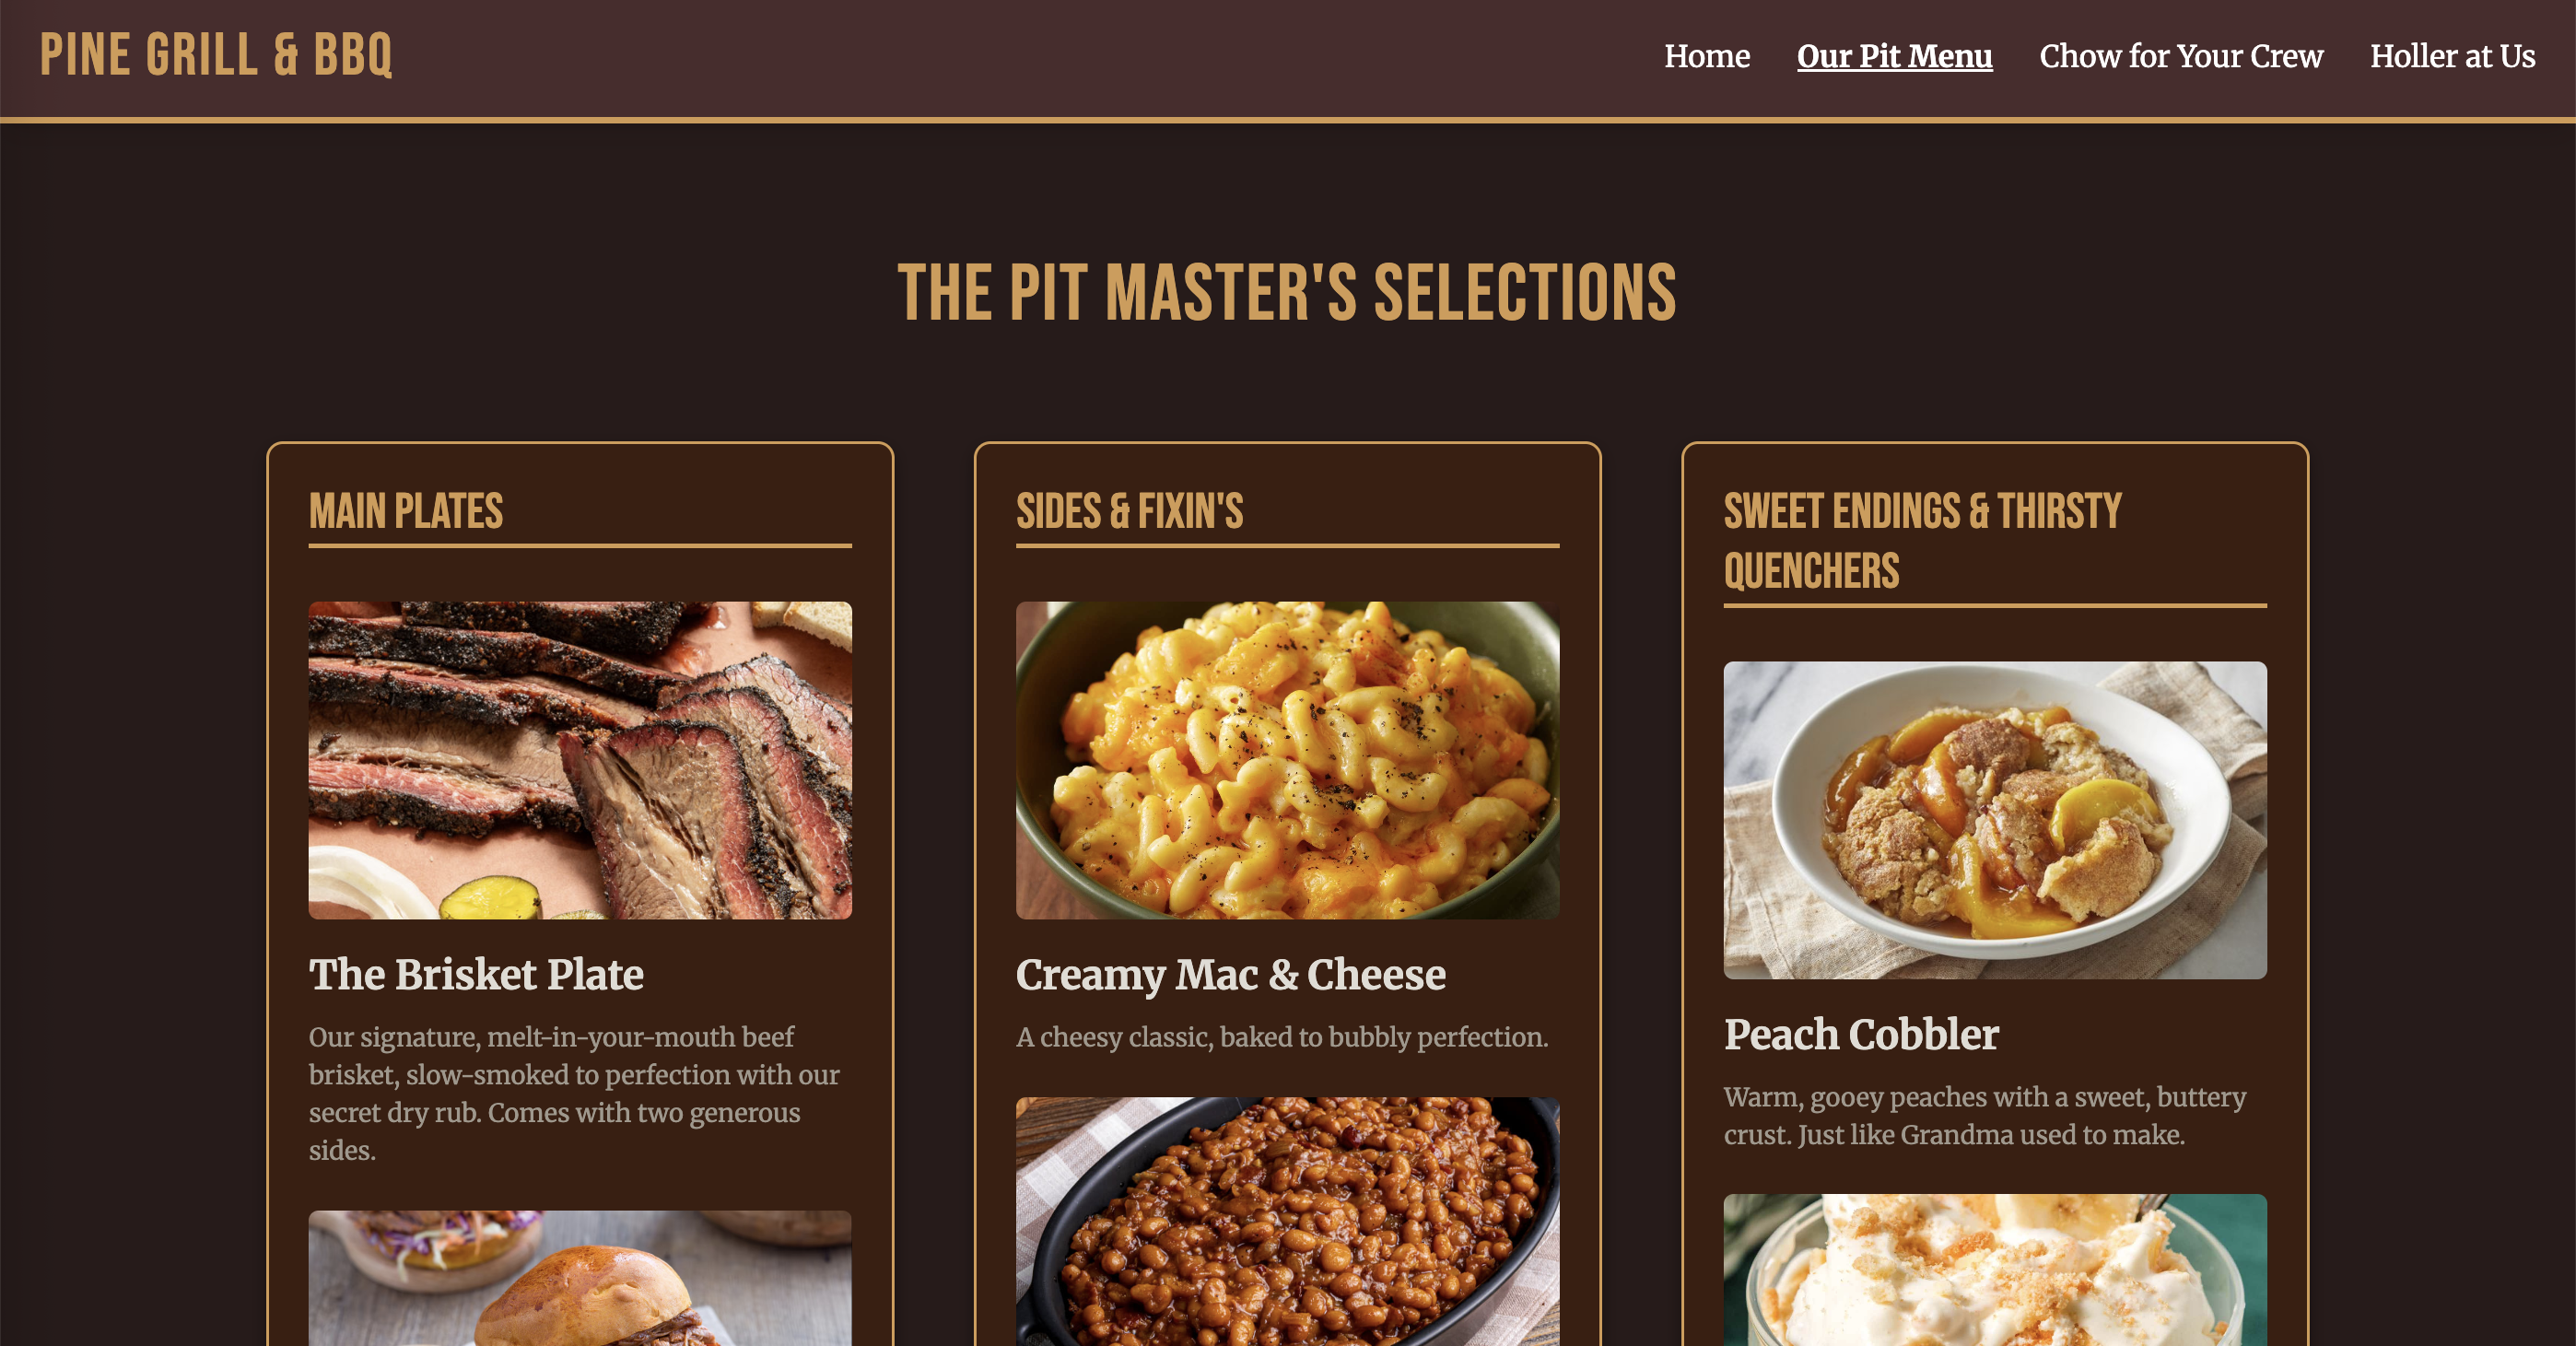 PINE GRILL & BBQ
Home
Our Pit Menu
Chow for Your Crew
Holler at Us
THE PIT MASTER'S SELECTIONS
MAIN PLATES
The Brisket Plate
Our signature, melt-in-your-mouth beef
brisket, slow-smoked to perfection with our
secret dry rub. Comes with two generous
sides.
SIDES & FIXIN'S
Creamy Mac & Cheese
A cheesy classic, baked to bubbly perfection.
SWEET ENDINGS & THIRSTY
QUENCHERS
Peach Cobbler
Warm, gooey peaches with a sweet, buttery
crust. Just like Grandma used to make.